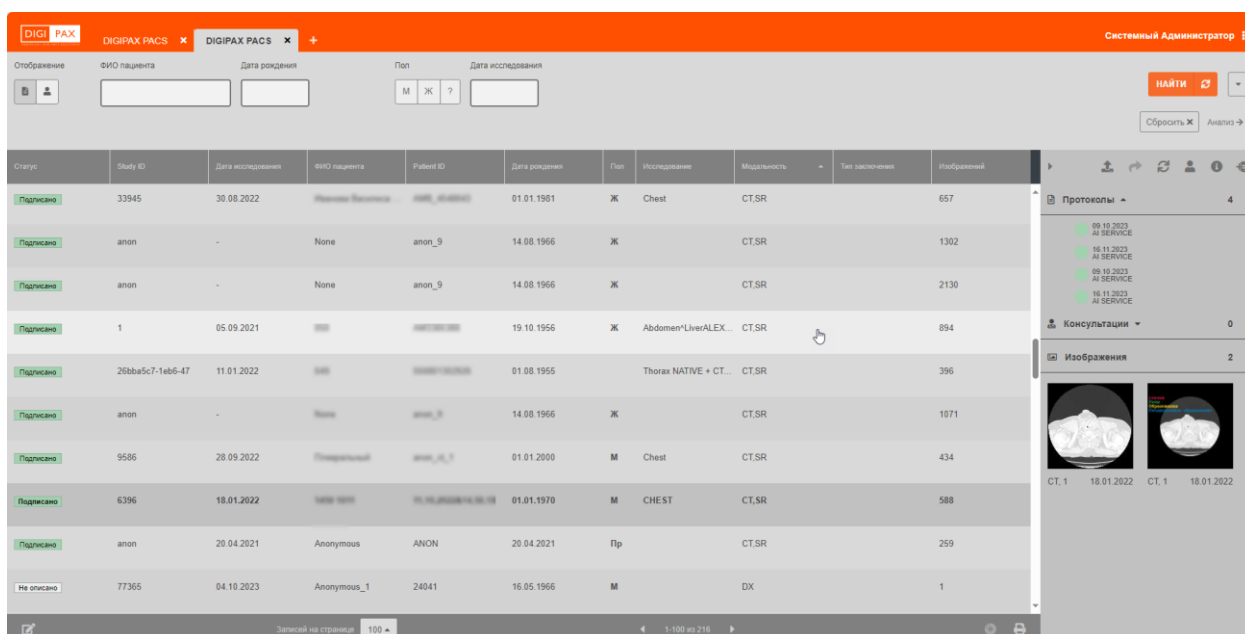 DIGI PAX
DIGIPAX PACS × DIGIPAX PACS × +
Системный Администратор
Отображение ФИО пациента Дата рождения Пол Дата исследования
М Ж ?
НАЙТИ
Сбросить × Анализ →
Статус Study ID Дата исследования ФИО пациента Patient ID Дата рождения Пол Исследование Модальность Тип заключения Изображений
Подписано 33945 30.08.2022 01.01.1981 Ж Chest CT,SR 657
Подписано anon - None anon_9 14.08.1966 Ж CT,SR 1302
Подписано anon - None anon_9 14.08.1966 Ж CT,SR 2130
Подписано 1 05.09.2021 19.10.1956 Ж Abdomen^LiverALEX... CT,SR 894
Подписано 26bba5c7-1eb6-47 11.01.2022 01.08.1955 Thorax NATIVE + CT... CT,SR 396
Подписано anon - 14.08.1966 Ж CT,SR 1071
Подписано 9586 28.09.2022 01.01.2000 М Chest CT,SR 434
Подписано 6396 18.01.2022 01.01.1970 М CHEST CT,SR 588
Подписано anon 20.04.2021 Anonymous ANON 20.04.2021 Пр CT,SR 259
Не описано 77365 04.10.2023 Anonymous_1 24041 16.05.1966 М DX 1
Записей на странице 100 1-100 из 216
Протоколы 4
09.10.2023
AI SERVICE
16.11.2023
AI SERVICE
09.10.2023
AI SERVICE
16.11.2023
AI SERVICE
Консультации 0
Изображения 2
CT, 1 18.01.2022 CT, 1 18.01.2022